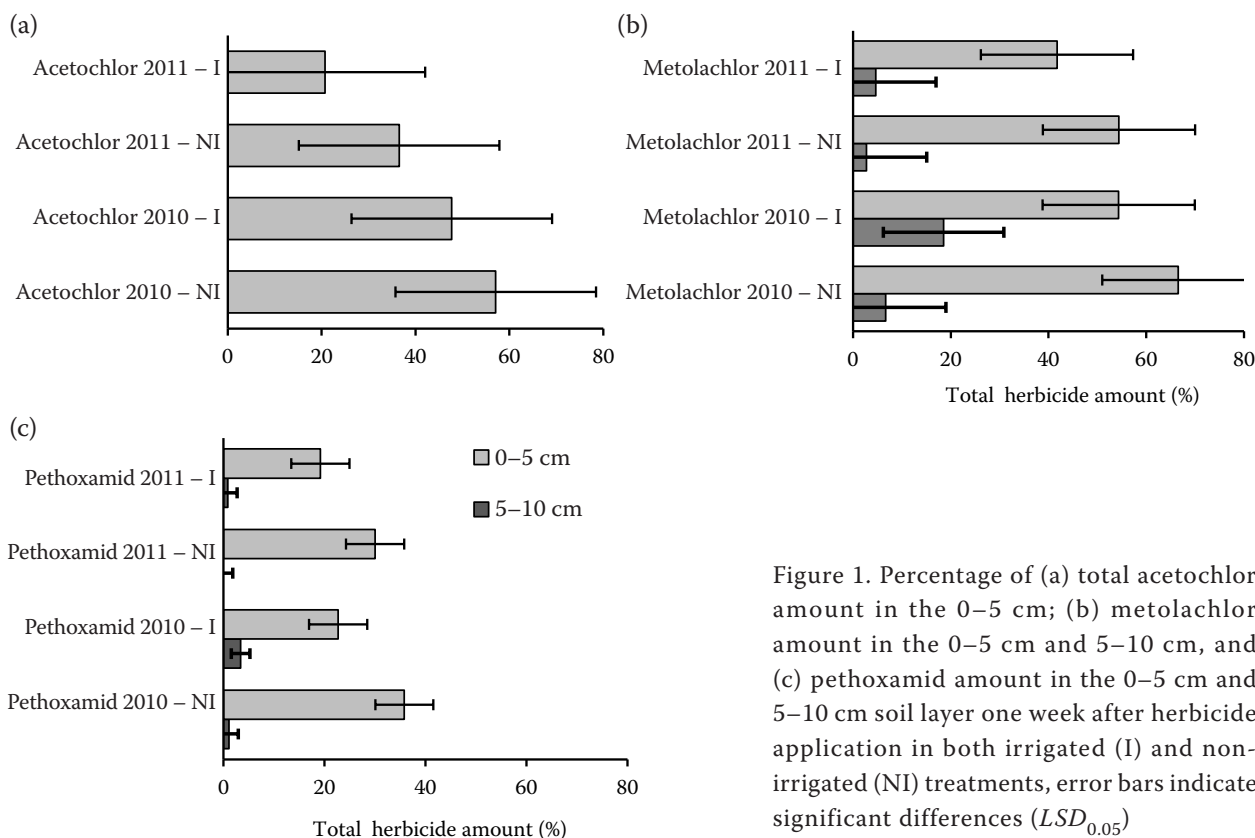 (a)
Acetochlor 2011 – I
Acetochlor 2011 – NI
Acetochlor 2010 – I
Acetochlor 2010 – NI
0 20 40 60 80
(b)
Metolachlor 2011 – I
Metolachlor 2011 – NI
Metolachlor 2010 – I
Metolachlor 2010 – NI
0 20 40 60 80
Total herbicide amount (%)
(c)
Pethoxamid 2011 – I
Pethoxamid 2011 – NI
Pethoxamid 2010 – I
Pethoxamid 2010 – NI
0 20 40 60 80
Total herbicide amount (%)
0–5 cm
5–10 cm
Figure 1. Percentage of (a) total acetochlor
amount in the 0–5 cm; (b) metolachlor
amount in the 0–5 cm and 5–10 cm, and
(c) pethoxamid amount in the 0–5 cm and
5–10 cm soil layer one week after herbicide
application in both irrigated (I) and non-
irrigated (NI) treatments, error bars indicate
significant differences (LSD0.05)